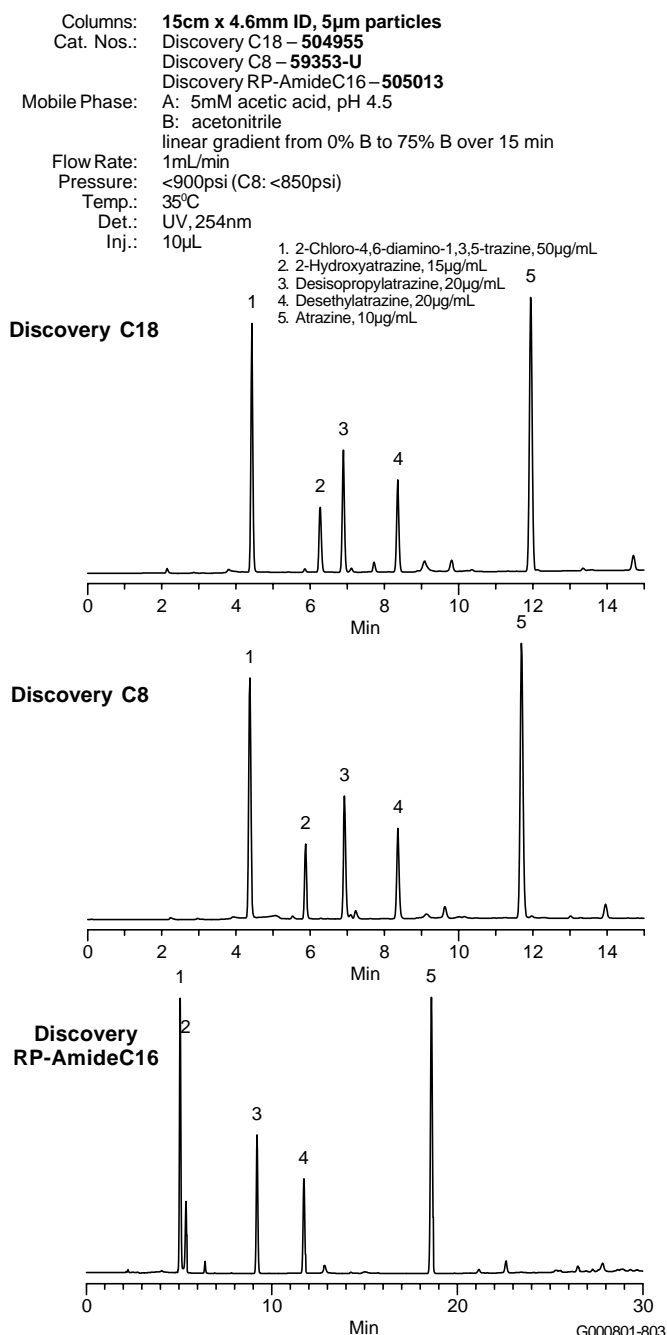 Columns: 15cm x 4.6mm ID, 5µm particles
Cat. Nos.: Discovery C18 – 504955
Discovery C8 – 59353-U
Discovery RP-AmideC16 – 505013
Mobile Phase: A: 5mM acetic acid, pH 4.5
B: acetonitrile
linear gradient from 0% B to 75% B over 15 min
Flow Rate: 1mL/min
Pressure: <900psi (C8: <850psi)
Temp.: 35⁰C
Det.: UV, 254nm
Inj.: 10µL
1. 2-Chloro-4,6-diamino-1,3,5-trazine, 50µg/mL
2. 2-Hydroxyatrazine, 15µg/mL
3. Desisopropylatrazine, 20µg/mL
4. Desethylatrazine, 20µg/mL
5. Atrazine, 10µg/mL
Discovery C18
1 2 3 4 5
0 2 4 6 8 10 12 14
Min
Discovery C8
1 2 3 4 5
0 2 4 6 8 10 12 14
Min
Discovery
RP-AmideC16
1 2 3 4 5
0 10 20 30
Min
G000801-803